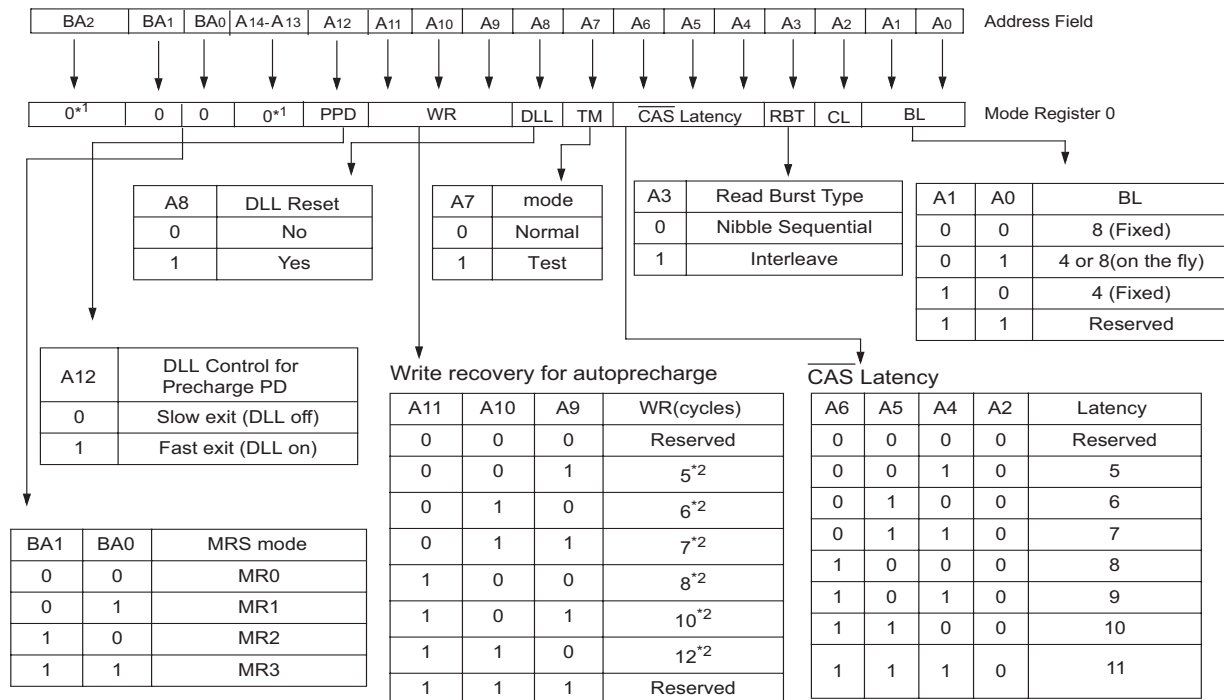 BA2 BA1 BA0 A14-A13 A12 A11 A10 A9 A8 A7 A6 A5 A4 A3 A2 A1 A0 Address Field
0*1 0 0 0*1 PPD WR DLL TM CAS Latency RBT CL BL Mode Register 0
A8 DLL Reset
0 No
1 Yes
A7 mode
0 Normal
1 Test
A3 Read Burst Type
0 Nibble Sequential
1 Interleave
A1 A0 BL
0 0 8 (Fixed)
0 1 4 or 8(on the fly)
1 0 4 (Fixed)
1 1 Reserved
A12 DLL Control for
Precharge PD
0 Slow exit (DLL off)
1 Fast exit (DLL on)
Write recovery for autoprecharge
A11 A10 A9 WR(cycles)
0 0 0 Reserved
0 0 1 5*2
0 1 0 6*2
0 1 1 7*2
1 0 0 8*2
1 0 1 10*2
1 1 0 12*2
1 1 1 Reserved
CAS Latency
A6 A5 A4 A2 Latency
0 0 0 0 Reserved
0 0 1 0 5
0 1 0 0 6
0 1 1 0 7
1 0 0 0 8
1 0 1 0 9
1 1 0 0 10
1 1 1 0 11
BA1 BA0 MRS mode
0 0 MR0
0 1 MR1
1 0 MR2
1 1 MR3